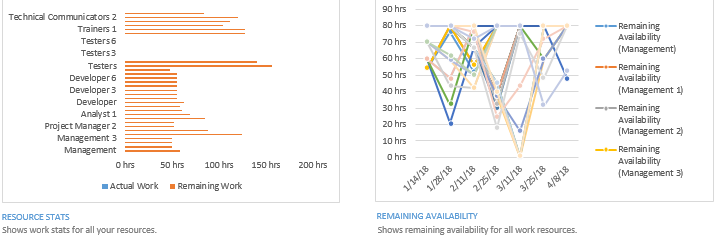 Technical Communicators 2
Trainers 1
Testers 6
Testers 3
Testers
Developer 6
Developer 3
Developer
Analyst 1
Project Manager 2
Management 3
Management
0 hrs 50 hrs 100 hrs 150 hrs 200 hrs
Actual Work Remaining Work
RESOURCE STATS
Shows work stats for all your resources.
90 hrs
80 hrs
70 hrs
60 hrs
50 hrs
40 hrs
30 hrs
20 hrs
10 hrs
0 hrs
1/14/18 1/28/18 2/11/18 2/25/18 3/11/18 3/25/18 4/8/18
Remaining
Availability
(Management)
Remaining
Availability
(Management 1)
Remaining
Availability
(Management 2)
Remaining
Availability
(Management 3)
REMAINING AVAILABILITY
Shows remaining availability for all work resources.